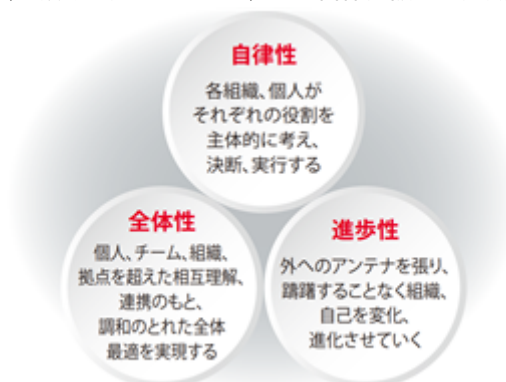 自律性
各組織、個人が
それぞれの役割を
主体的に考え、
決断、実行する
全体性
個人、チーム、組織、
拠点を超えた相互理解、
連携のもと、
調和のとれた全体
最適を実現する
進歩性
外へのアンテナを張り、
躊躇することなく組織、
自己を変化、
進化させていく